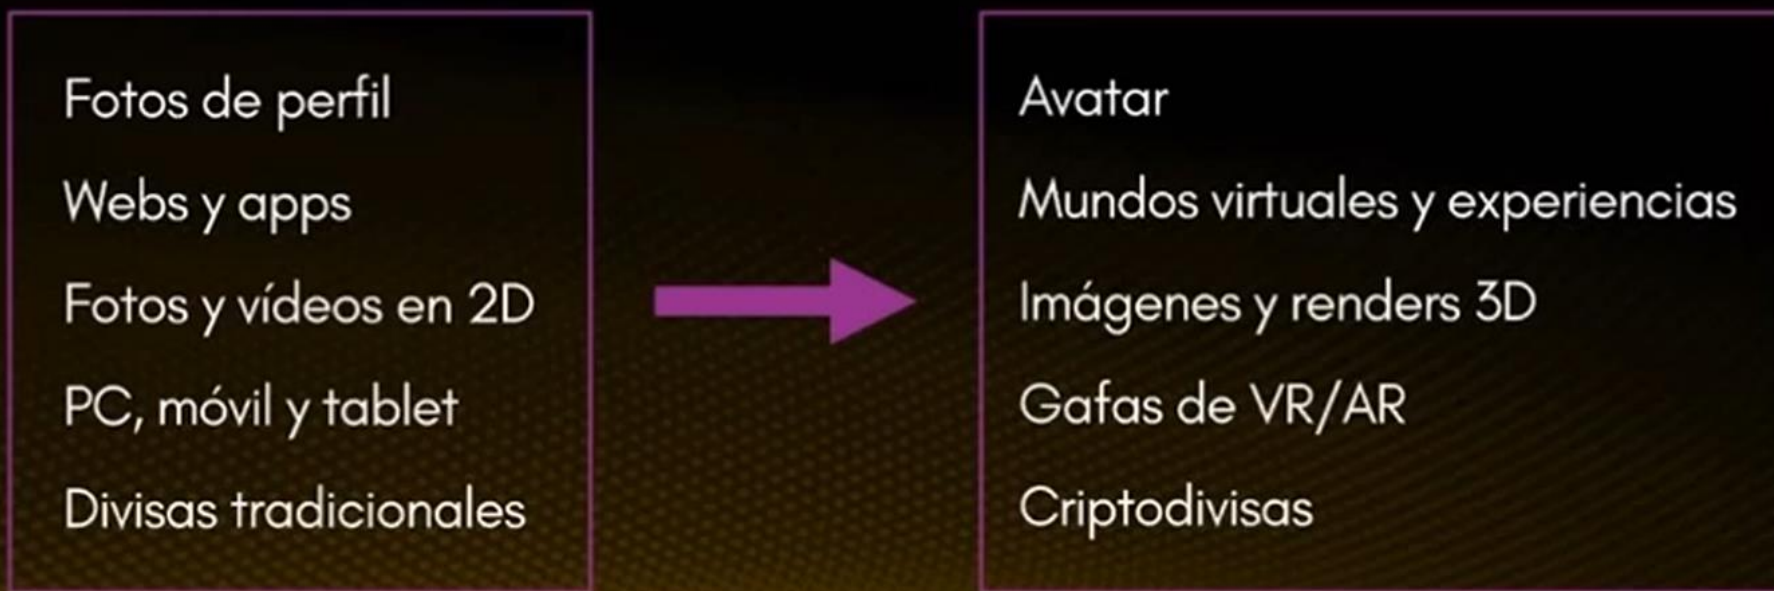 Fotos de perfil
Webs y apps
Fotos y vídeos en 2D
PC, móvil y tablet
Divisas tradicionales
Avatar
Mundos virtuales y experiencias
Imágenes y renders 3D
Gafas de VR/AR
Criptodivisas